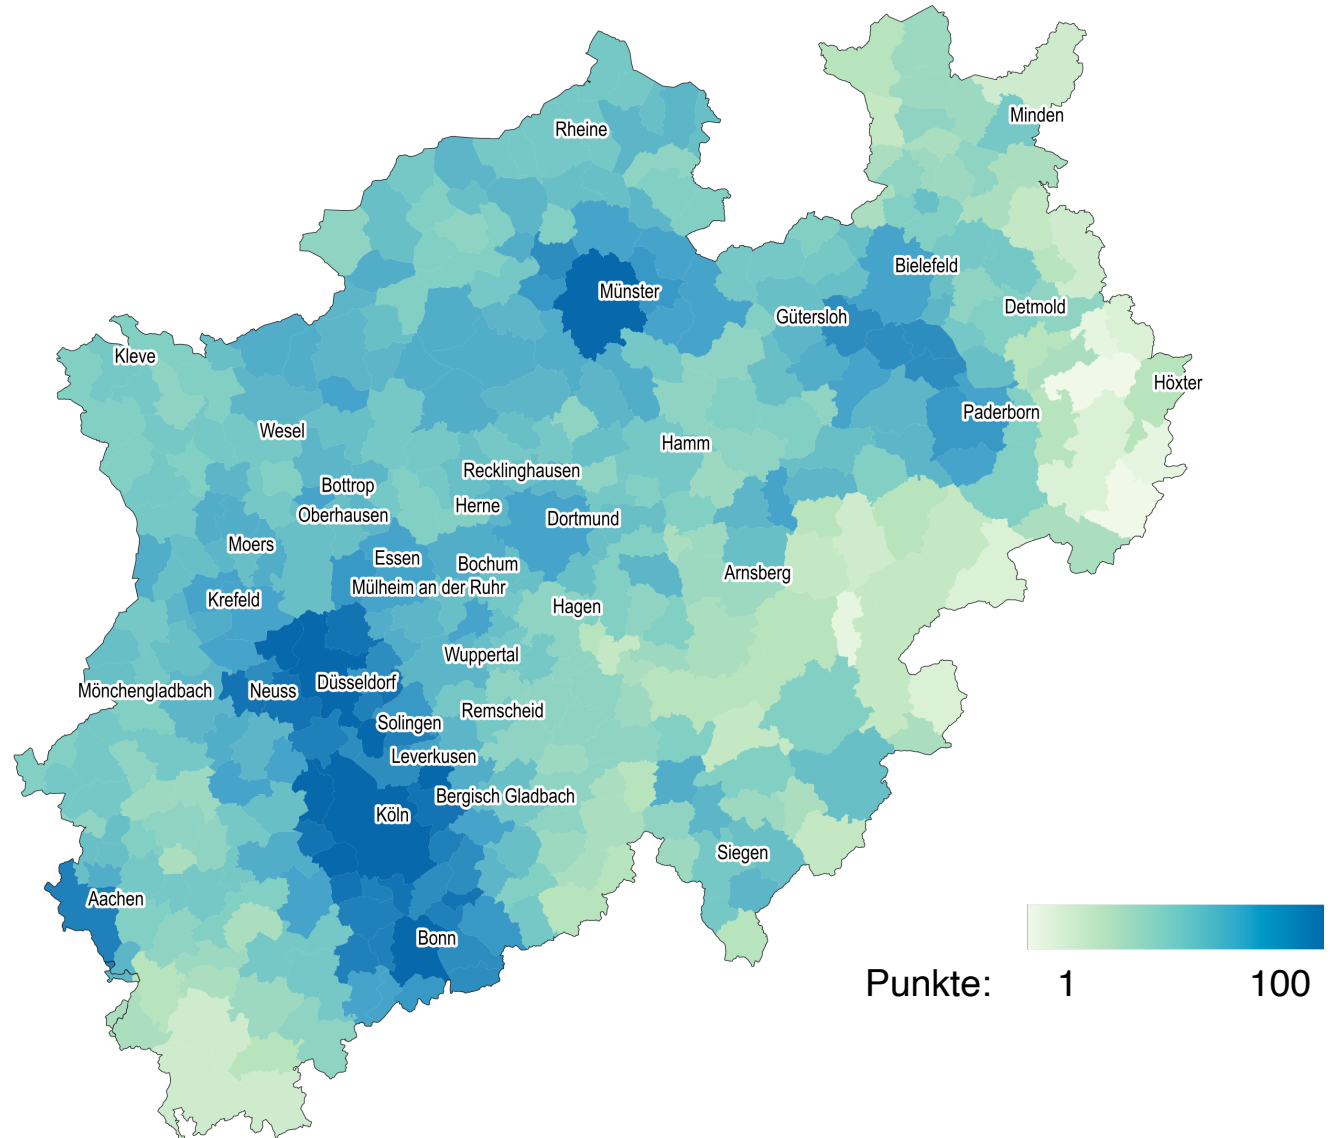 Rheine
Minden
Bielefeld
Münster
Detmold
Gütersloh
Kleve
Höxter
Paderborn
Wesel
Hamm
Recklinghausen
Bottrop
Herne
Oberhausen
Dortmund
Moers
Essen
Bochum
Arnsberg
Mülheim an der Ruhr
Krefeld
Hagen
Wuppertal
Düsseldorf
Mönchengladbach
Neuss
Remscheid
Solingen
Leverkusen
Bergisch Gladbach
Köln
Siegen
Aachen
Bonn
Punkte: 1 100